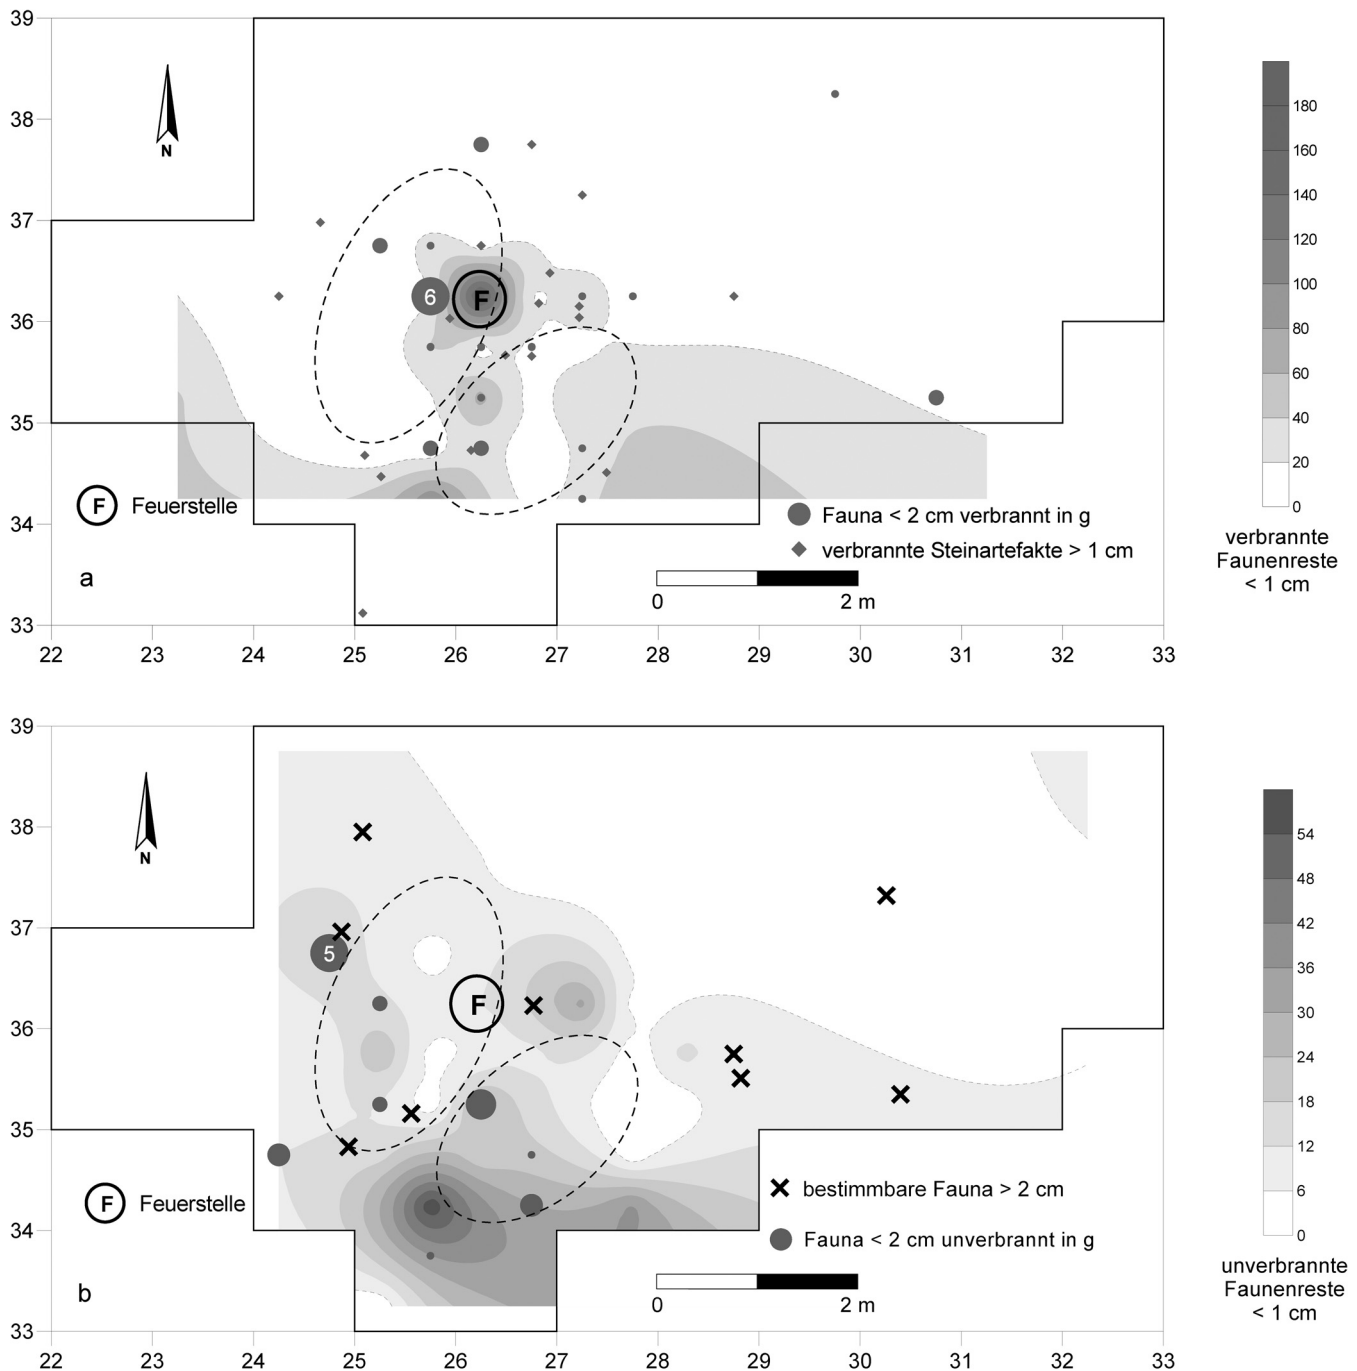 39
38
37
36
35
34
33
22 23 24 25 26 27 28 29 30 31 32 33
N
6
F
F Feuerstelle
a
Fauna < 2 cm verbrannt in g
verbrannte Steinartefakte > 1 cm
0 2 m
180
160
140
120
100
80
60
40
20
0
verbrannte
Faunenreste
< 1 cm
39
38
37
36
35
34
33
22 23 24 25 26 27 28 29 30 31 32 33
N
5
F
F Feuerstelle
b
bestimmbare Fauna > 2 cm
Fauna < 2 cm unverbrannt in g
0 2 m
54
48
42
36
30
24
18
12
6
0
unverbrannte
Faunenreste
< 1 cm